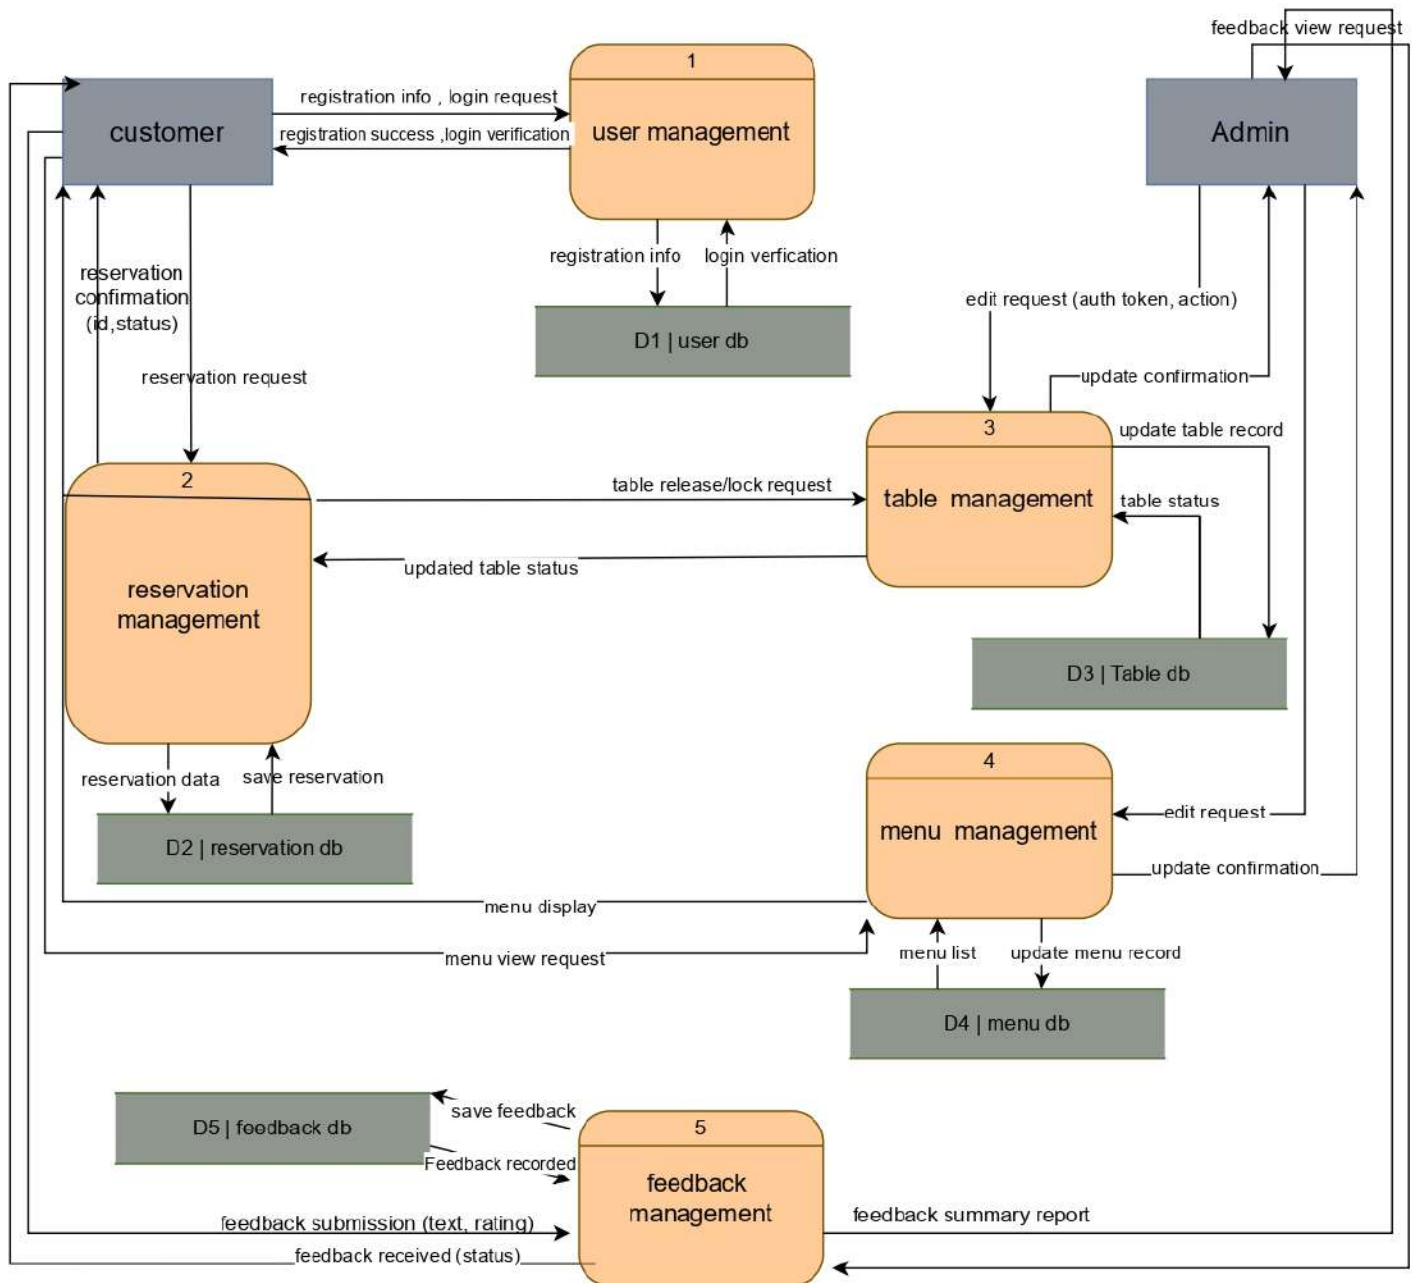 feedback view request
1
customer
registration info , login request
registration success ,login verification
user management
Admin
registration info
login verfication
reservation
confirmation
(id,status)
edit request (auth token, action)
D1 | user db
reservation request
update confirmation
3
update table record
2
table release/lock request
table management
table status
updated table status
reservation
management
D3 | Table db
4
reservation data
save reservation
edit request
menu management
D2 | reservation db
update confirmation
menu display
menu view request
menu list
update menu record
D4 | menu db
save feedback
D5 | feedback db
5
Feedback recorded
feedback
management
feedback submission (text, rating)
feedback summary report
feedback received (status)